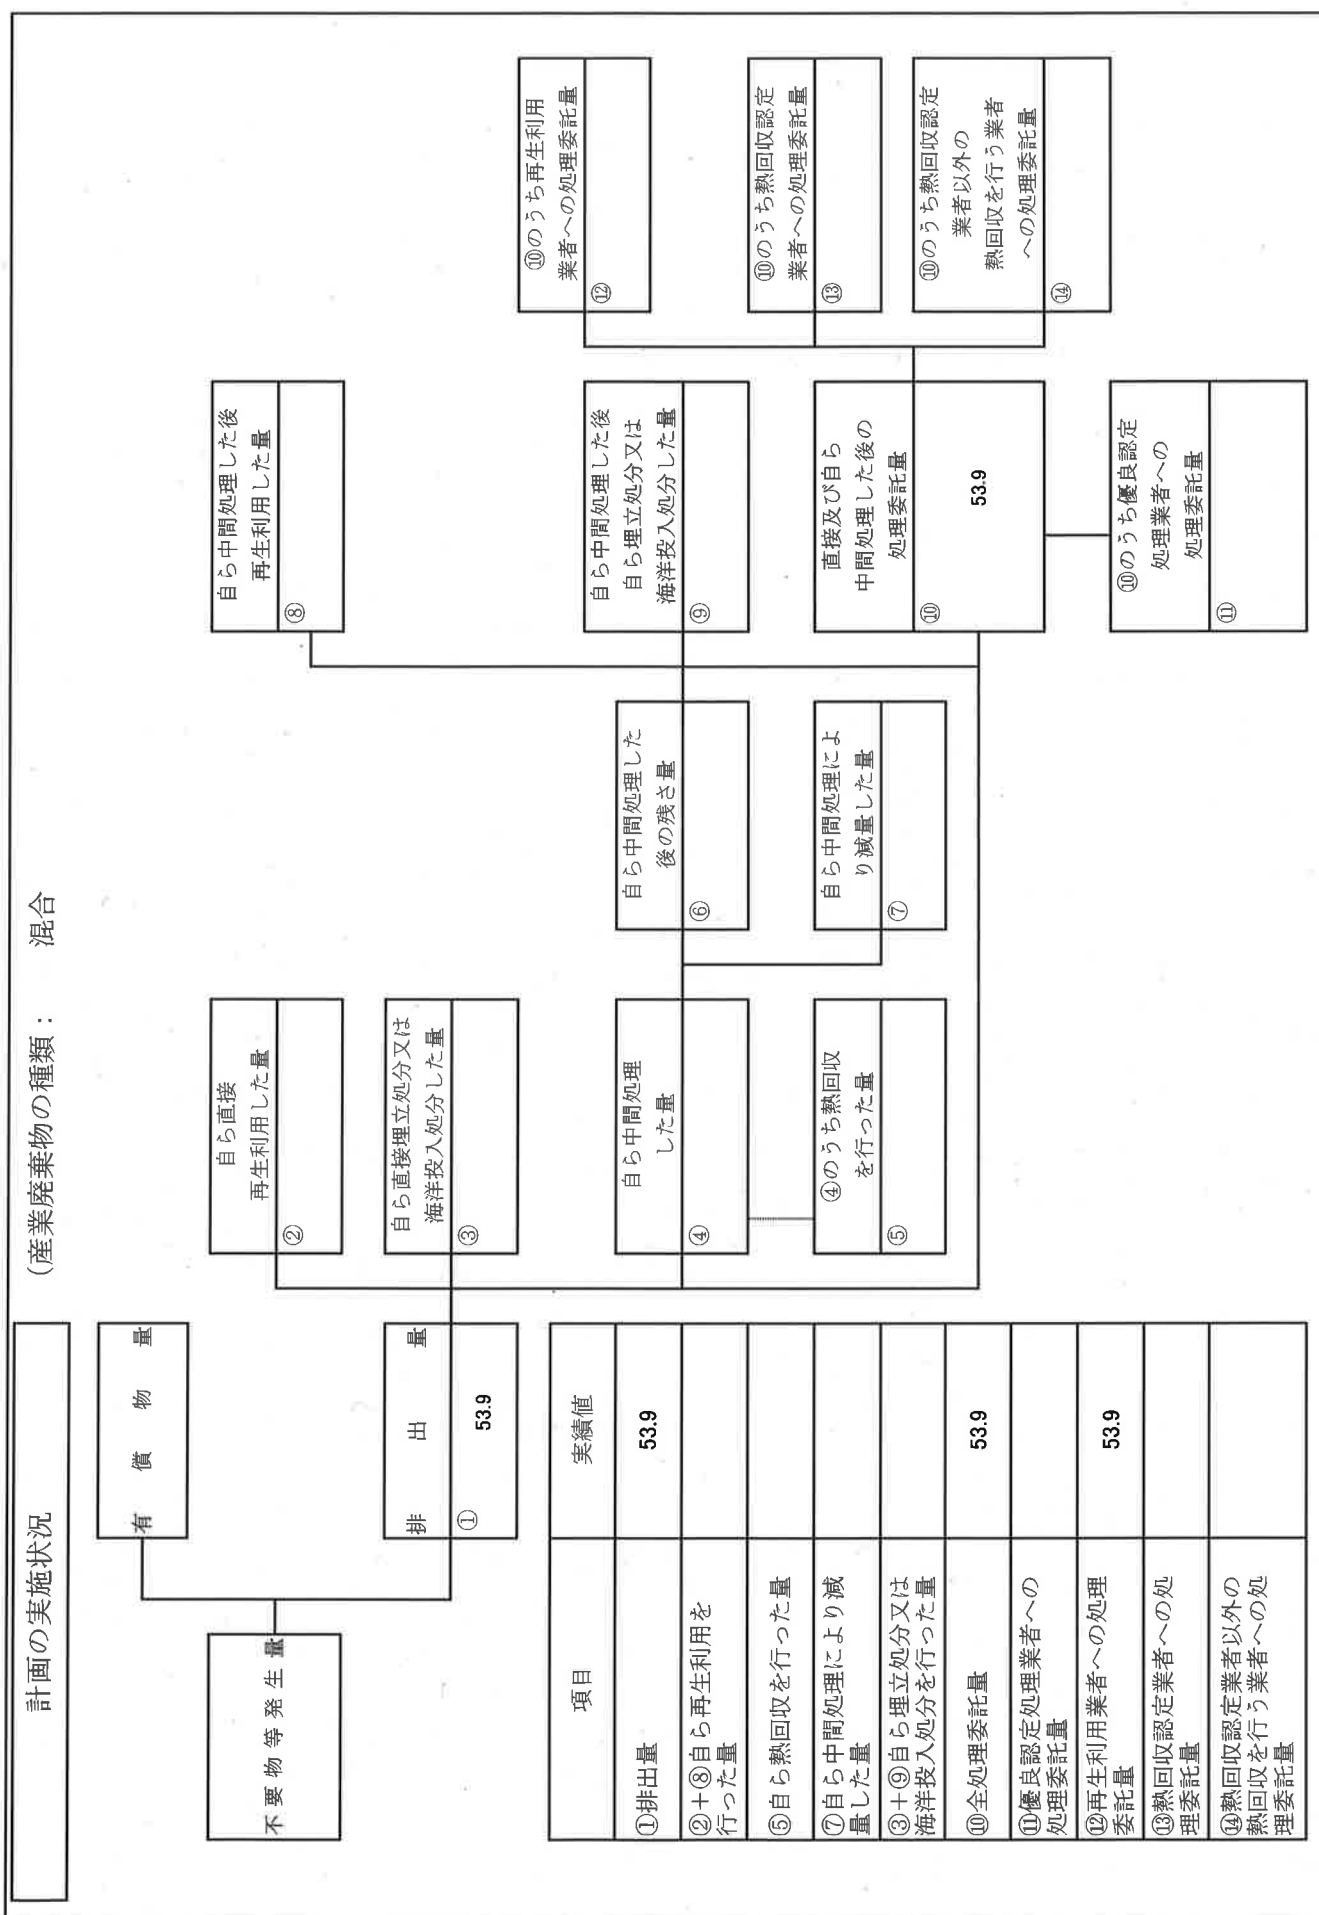 計画の実施状況
(産業廃棄物の種類： 混合
不要物等発生量
有償物量
排出量
①
53.9
自ら直接
再生利用した量
②
自ら直接埋立処分又は
海洋投入処分した量
③
自ら中間処理
した量
④
④のうち熱回収
を行った量
⑤
自ら中間処理した
後の残さ量
⑥
自ら中間処理によ
り減量した量
⑦
自ら中間処理した後
再生利用した量
⑧
自ら中間処理した後
自ら埋立処分又は
海洋投入処分した量
⑨
直接及び自ら
中間処理した後の
処理委託量
⑩
53.9
⑩のうち優良認定
処理業者への
処理委託量
⑪
⑩のうち再生利用
業者への処理委託量
⑫
⑩のうち熱回収認定
業者への処理委託量
⑬
⑩のうち熱回収認定
業者以外の
熱回収を行う業者
への処理委託量
⑭
項目 実績値
①排出量 53.9
②＋⑧自ら再生利用を
行った量
⑤自ら熱回収を行った量
⑦自ら中間処理により減
量した量
③＋⑨自ら埋立処分又は
海洋投入処分を行った量
⑩全処理委託量 53.9
⑪優良認定処理業者への
処理委託量
⑫再生利用業者への処理
委託量 53.9
⑬熱回収認定業者への処
理委託量
⑭熱回収認定業者以外の
熱回収を行う業者への処
理委託量